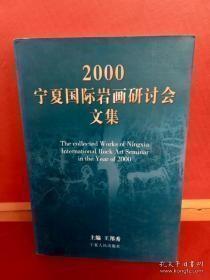 2000
宁夏国际岩画研讨会
文集
The collected Works of Ningxia
International Rock Art Seminar
in the Year of 2000
主编 王邦秀
宁夏人民出版社